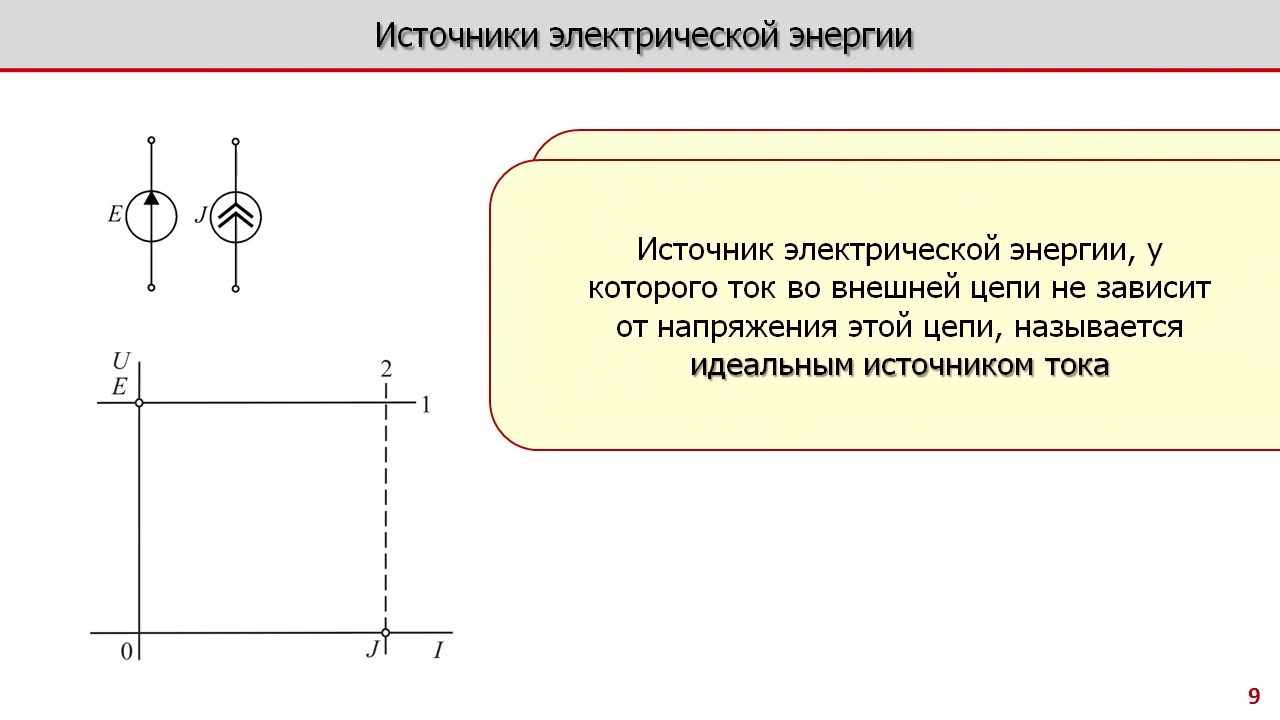 Источники электрической энергии
E
J
Источник электрической энергии, у
которого ток во внешней цепи не зависит
от напряжения этой цепи, называется
идеальным источником тока
U
E
2
1
0
J
I
9